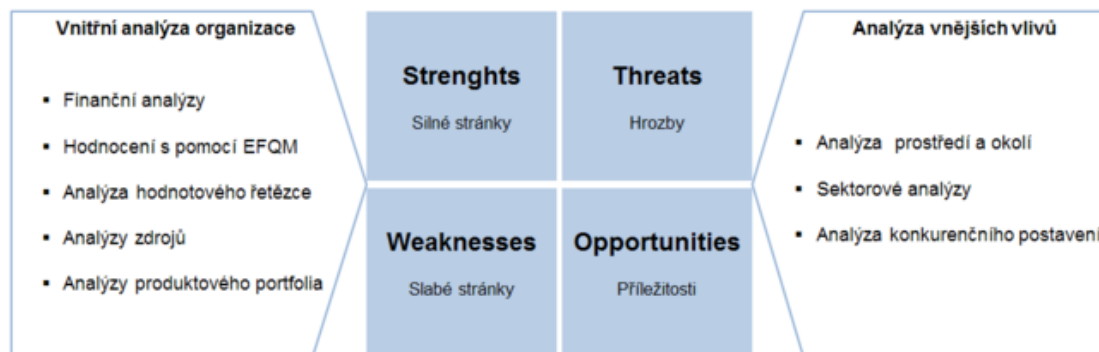 Vnitřní analýza organizace
▪ Finanční analýzy
▪ Hodnocení s pomocí EFQM
▪ Analýza hodnotového řetězce
▪ Analýzy zdrojů
▪ Analýzy produktového portfolia
Strenghts
Silné stránky
Threats
Hrozby
Weaknesses
Slabé stránky
Opportunities
Příležitosti
Analýza vnějších vlivů
▪ Analýza prostředí a okolí
▪ Sektorové analýzy
▪ Analýza konkurenčního postavení